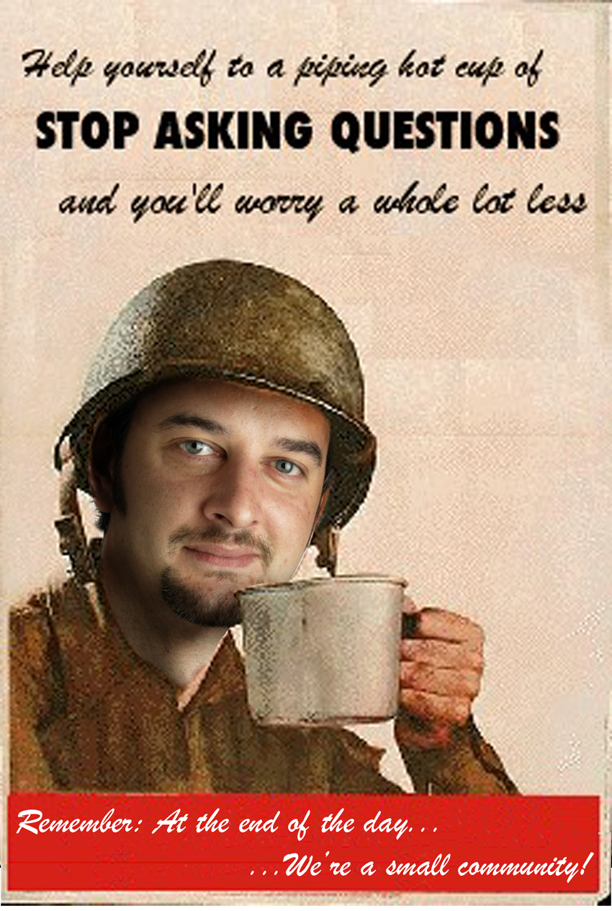 Help yourself to a piping hot cup of
STOP ASKING QUESTIONS
and you'll worry a whole lot less
Remember: At the end of the day...
...We're a small community!